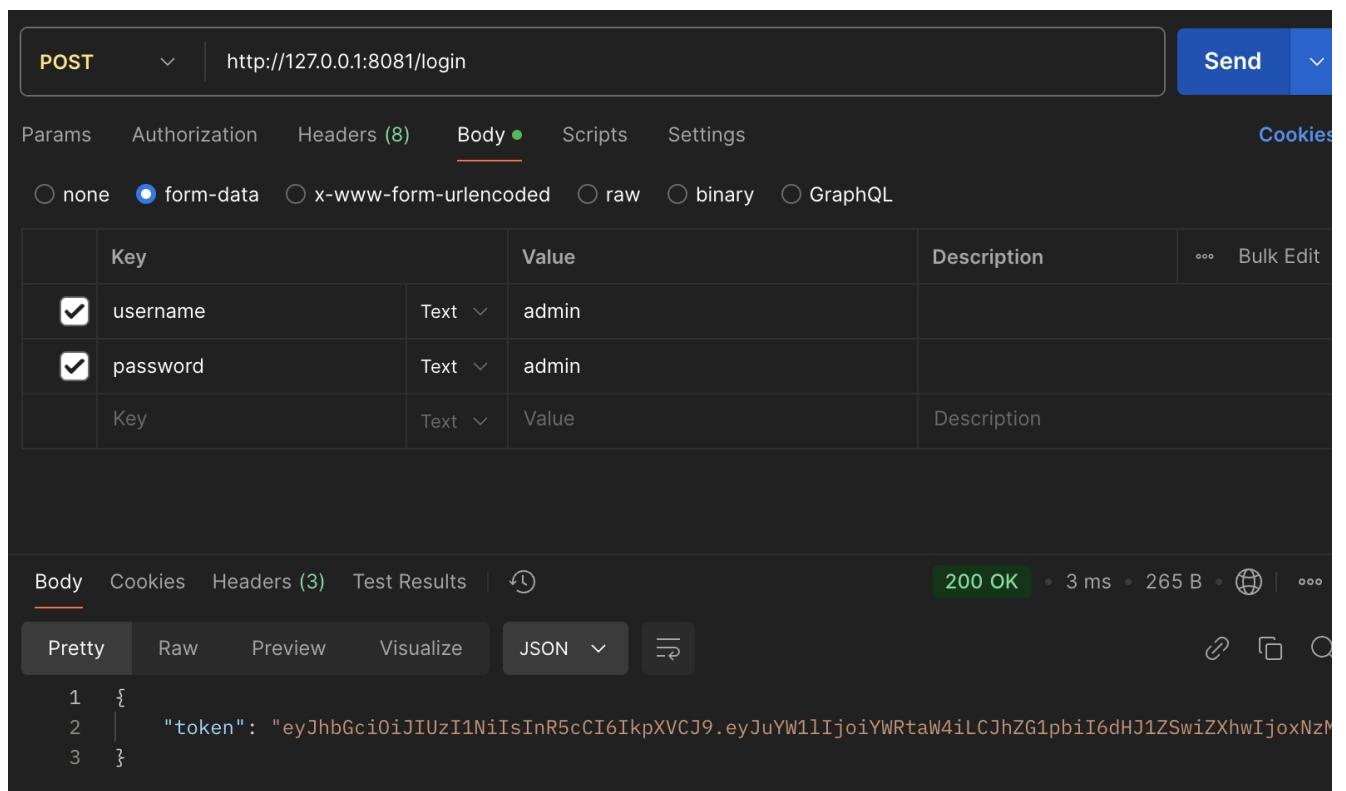 POST http://127.0.0.1:8081/login Send
Params Authorization Headers (8) Body Scripts Settings Cookies
none form-data x-www-form-urlencoded raw binary GraphQL
Key Value Description Bulk Edit
username Text admin
password Text admin
Key Text Value Description
Body Cookies Headers (3) Test Results 200 OK • 3 ms • 265 B
Pretty Raw Preview Visualize JSON
1 {
2 "token": "eyJhbGciOiJIUzI1NiIsInR5cCI6IkpXVCJ9.eyJuYW1lIjoiYWRtaW4iLCJhZG1pbiI6dHJ1ZSwiZXhwIjoxNzM
3 }